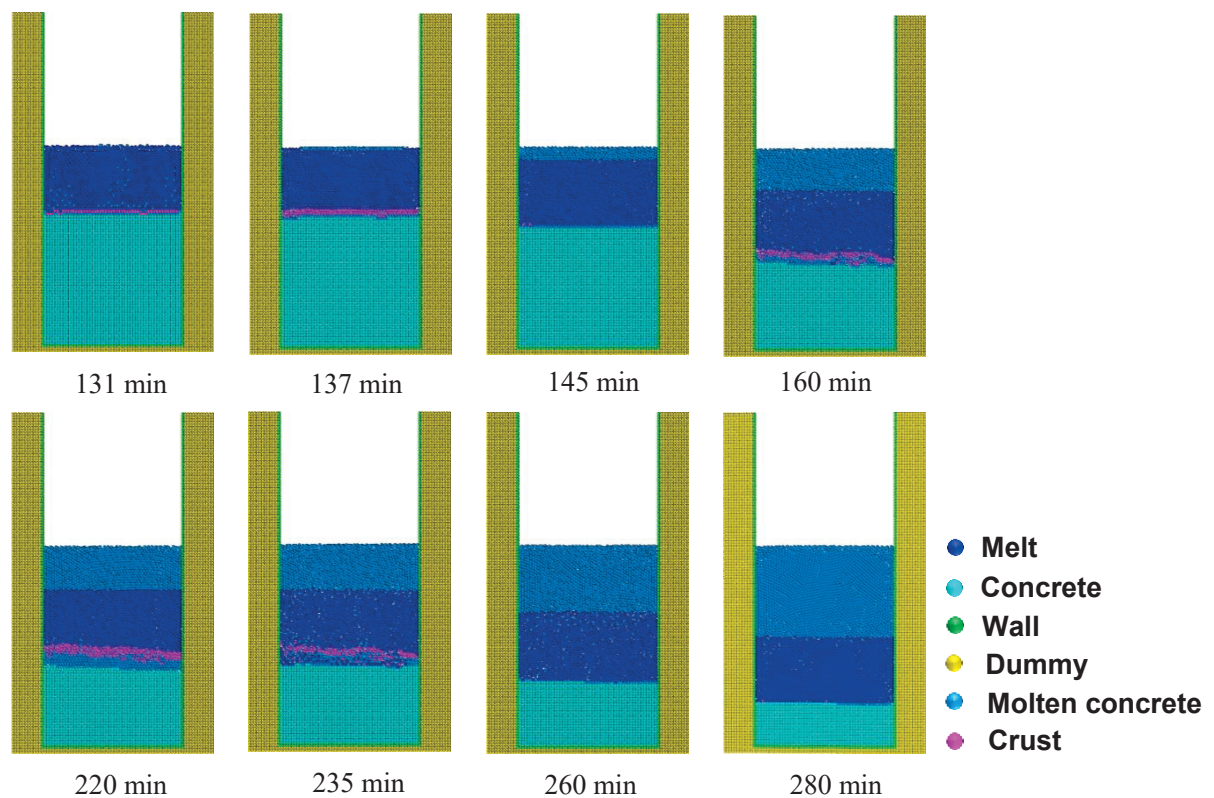 131 min
137 min
145 min
160 min
Melt
Concrete
Wall
Dummy
Molten concrete
Crust
220 min
235 min
260 min
280 min